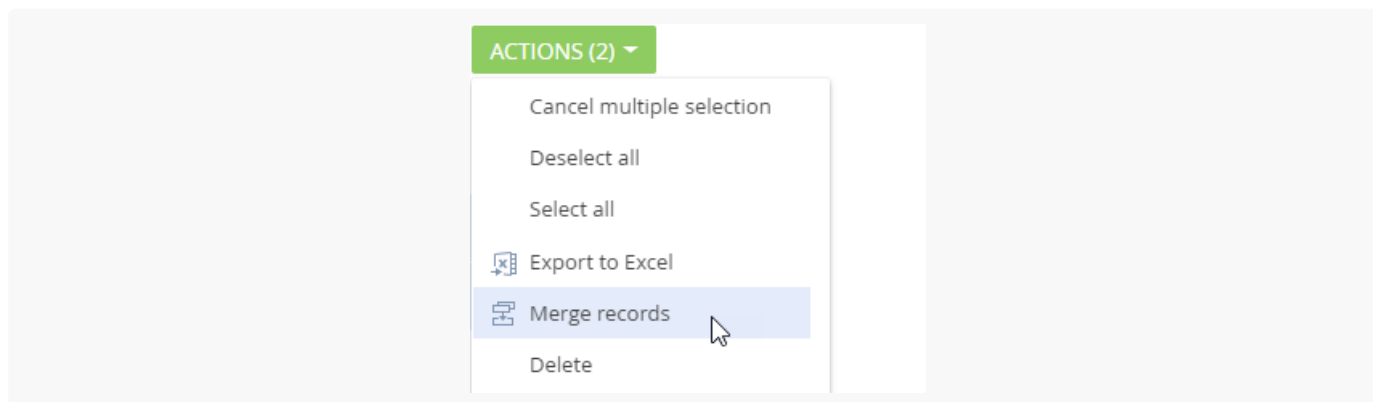 ACTIONS (2)
Cancel multiple selection
Deselect all
Select all
Export to Excel
Merge records
Delete